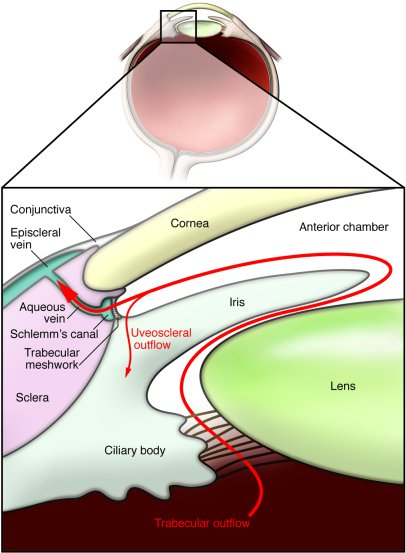 Conjunctiva
Episcleral
vein
Cornea
Anterior chamber
Aqueous
vein
Schlemm's canal
Trabecular
meshwork
Uveoscleral
outflow
Iris
Sclera
Lens
Ciliary body
Trabecular outflow